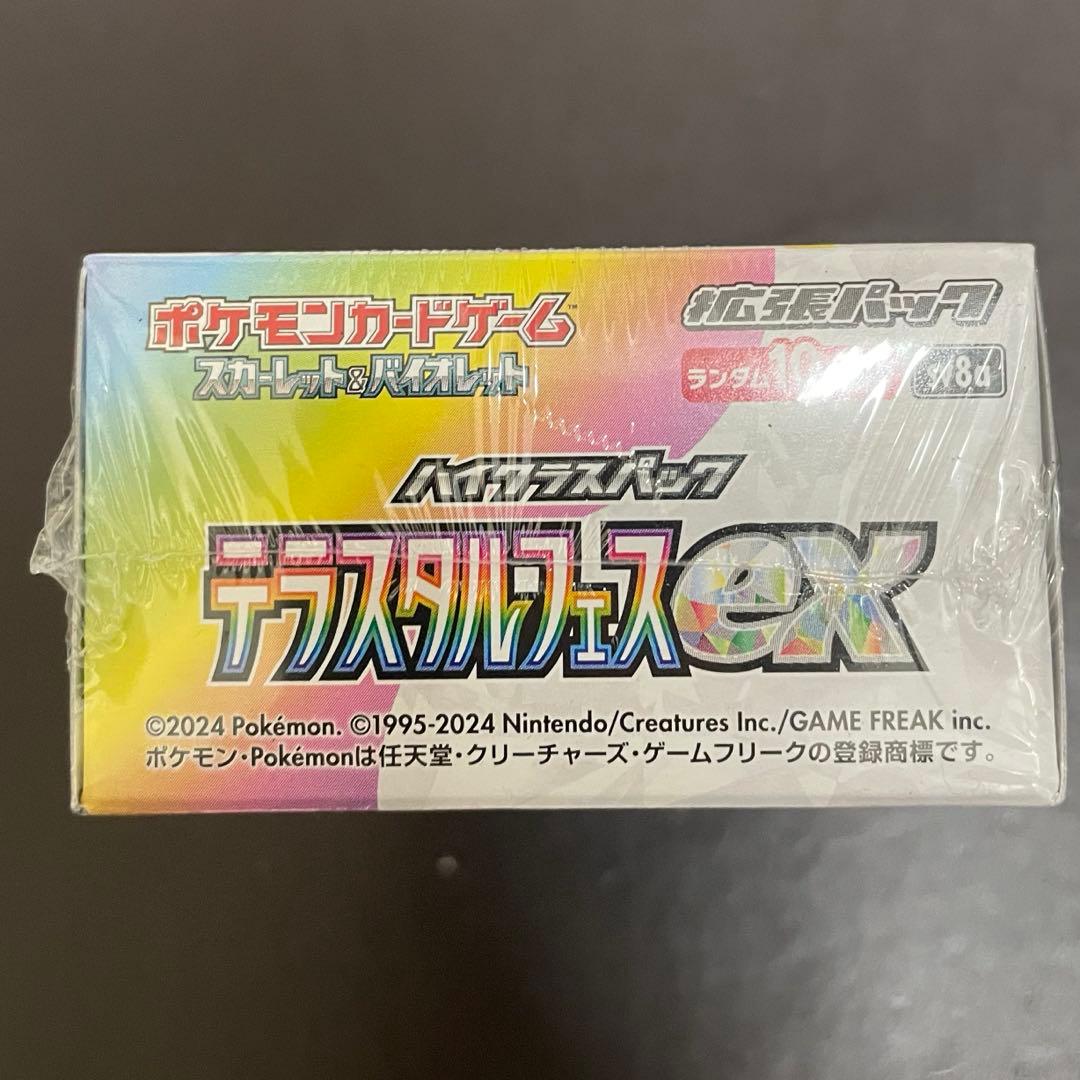 ポケモンカードゲーム™
拡張パック
スカーレット&バイオレット
ランダム10
sv8a
ハイクラスパック
テラスタルフェスex
©2024 Pokémon. ©1995-2024 Nintendo/Creatures Inc./GAME FREAK inc.
ポケモン・Pokémonは任天堂・クリーチャーズ・ゲームフリークの登録商標です。